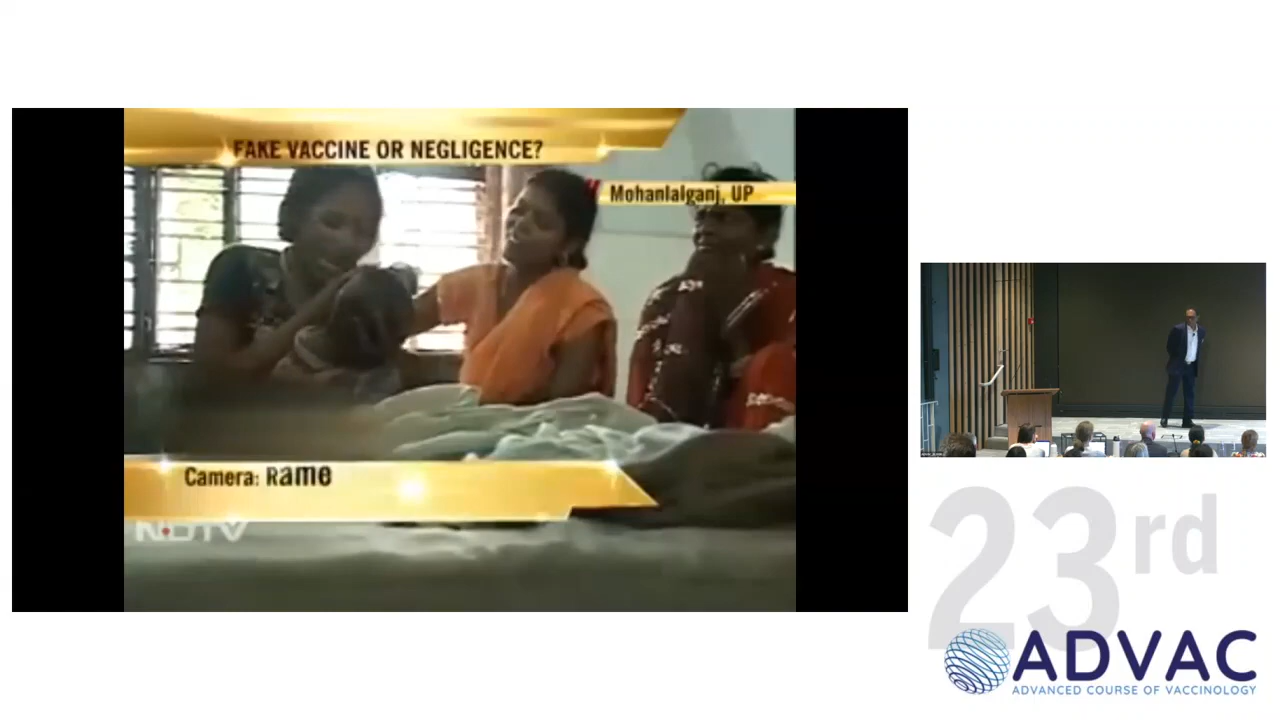 FAKE VACCINE OR NEGLIGENCE?
Mohanlalganj, UP
Camera: Rame
NDTV
23rd
ADVAC
ADVANCED COURSE OF VACCINOLOGY